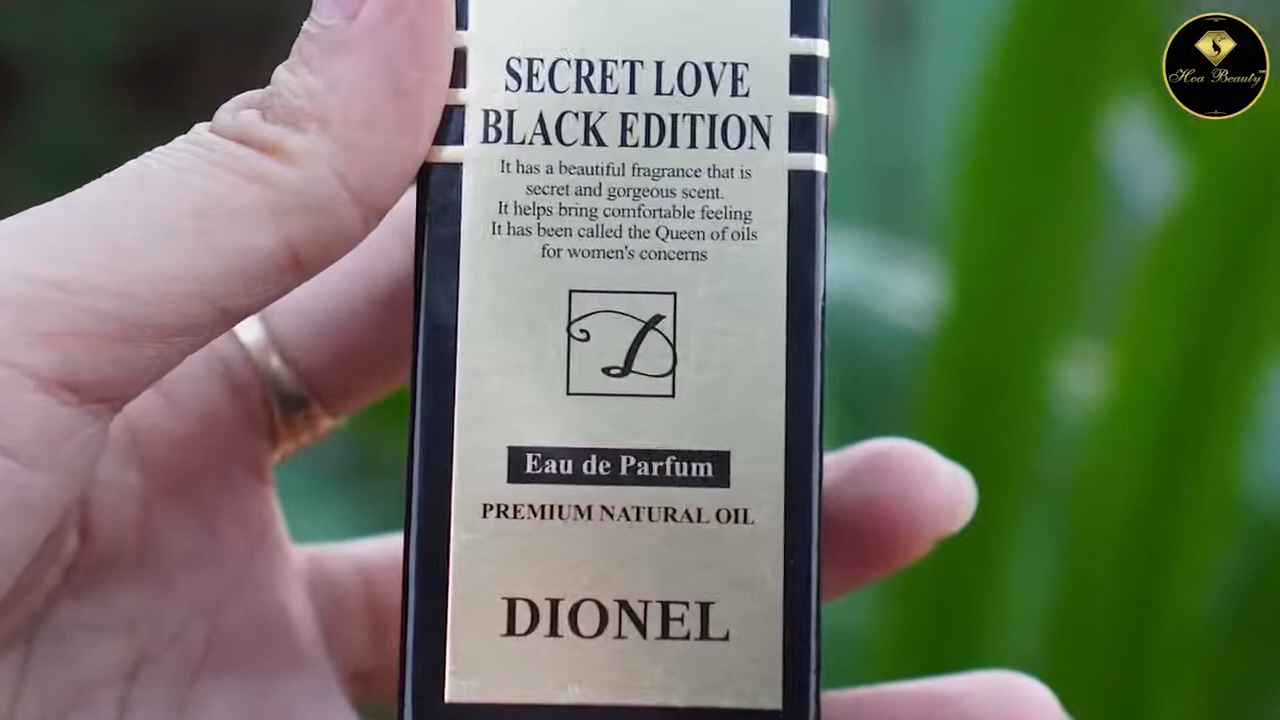 Hoa Beauty
SECRET LOVE
BLACK EDITION
It has a beautiful fragrance that is
secret and gorgeous scent.
It helps bring comfortable feeling
It has been called the Queen of oils
for women's concerns
D
Eau de Parfum
PREMIUM NATURAL OIL
DIONEL